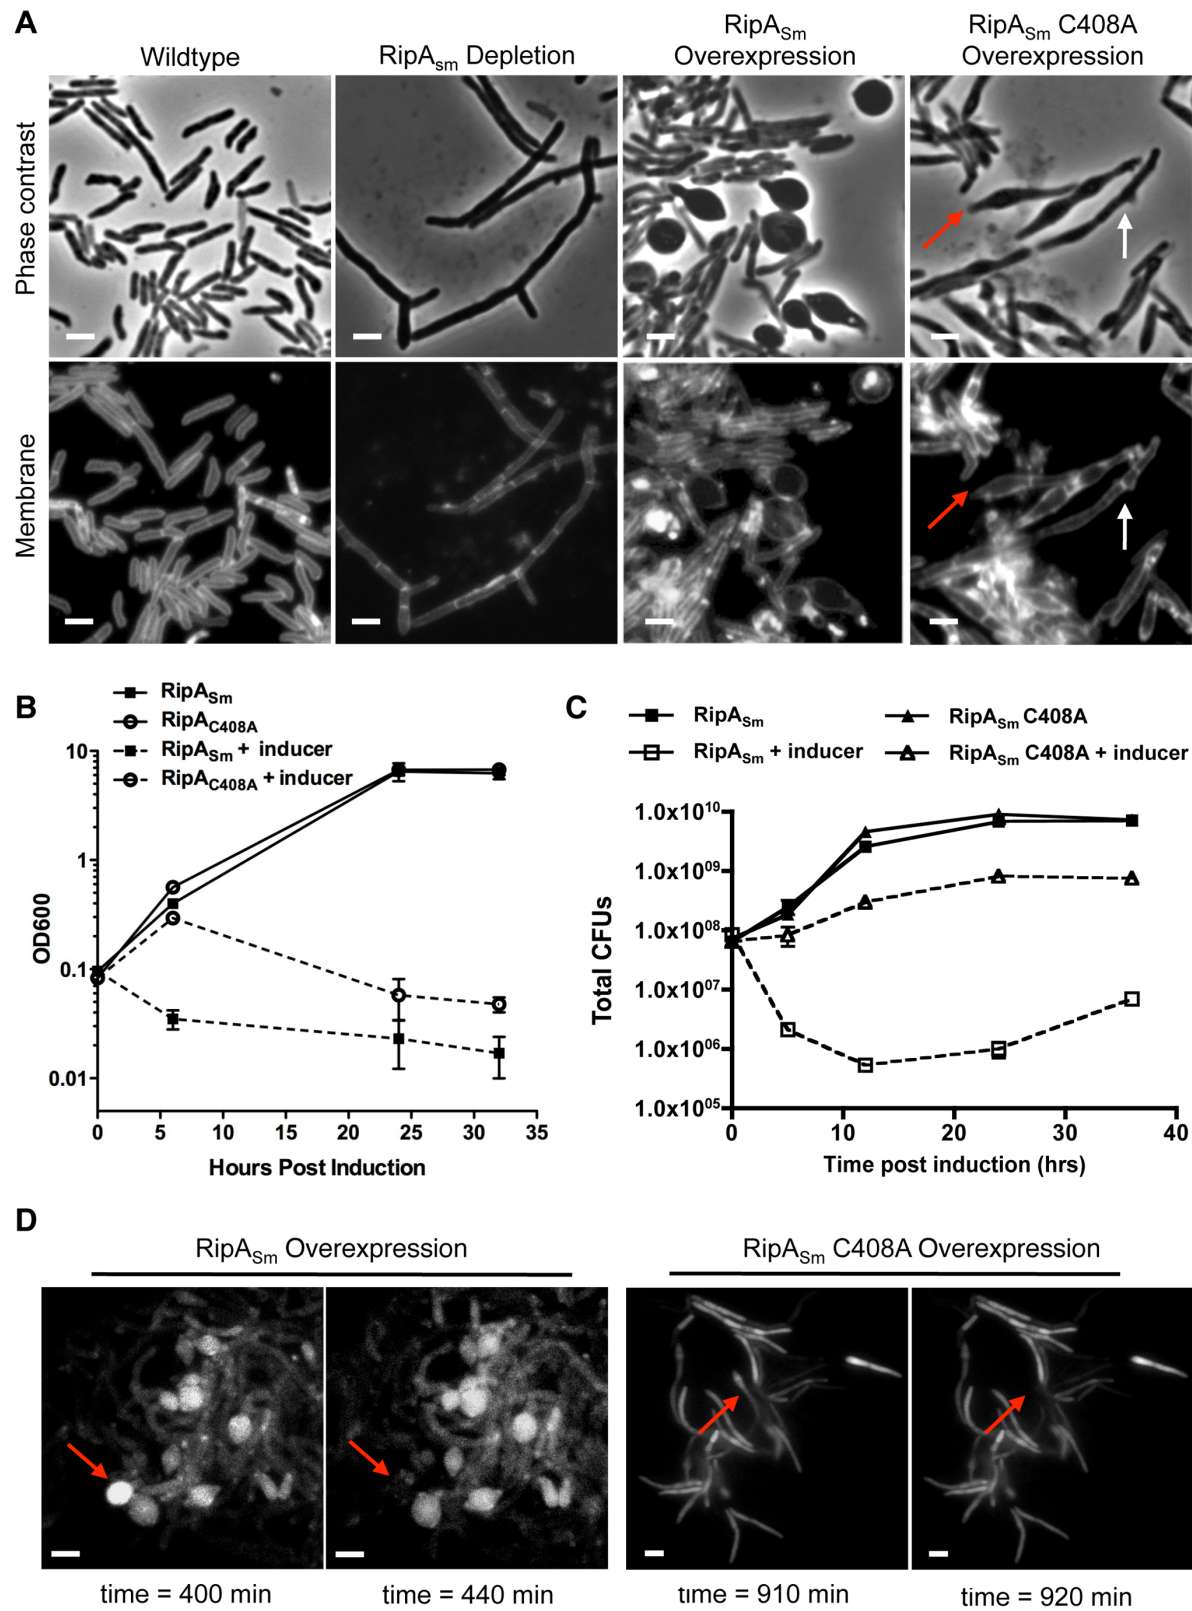 A
Wildtype
RipAsm Depletion
RipASm
Overexpression
RipASm C408A
Overexpression
Phase contrast
Membrane
B
RipASm
RipAC408A
RipASm + inducer
RipAC408A + inducer
10
1
0.1
0.01
OD600
0 5 10 15 20 25 30 35
Hours Post Induction
C
RipASm
RipASm C408A
RipASm + inducer
RipASm C408A + inducer
1.0x10^10
1.0x10^09
1.0x10^08
1.0x10^07
1.0x10^06
1.0x10^05
Total CFUs
0 10 20 30 40
Time post induction (hrs)
D
RipASm Overexpression
RipASm C408A Overexpression
time = 400 min
time = 440 min
time = 910 min
time = 920 min